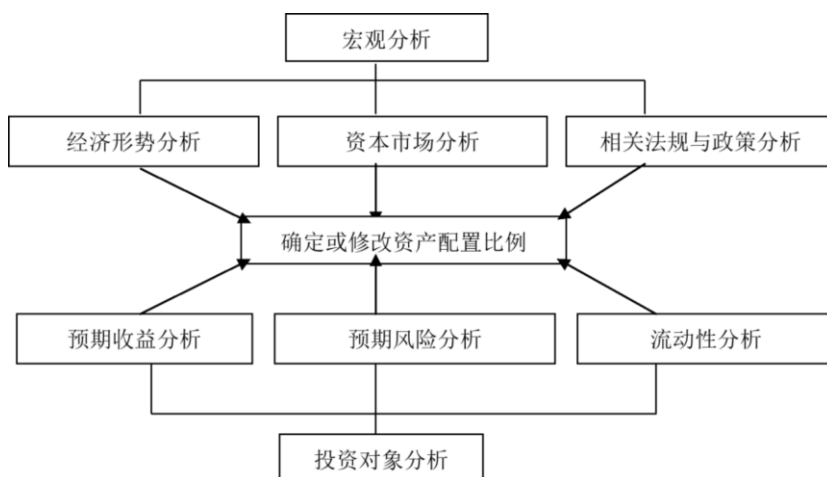 宏观分析
经济形势分析
资本市场分析
相关法规与政策分析
确定或修改资产配置比例
预期收益分析
预期风险分析
流动性分析
投资对象分析